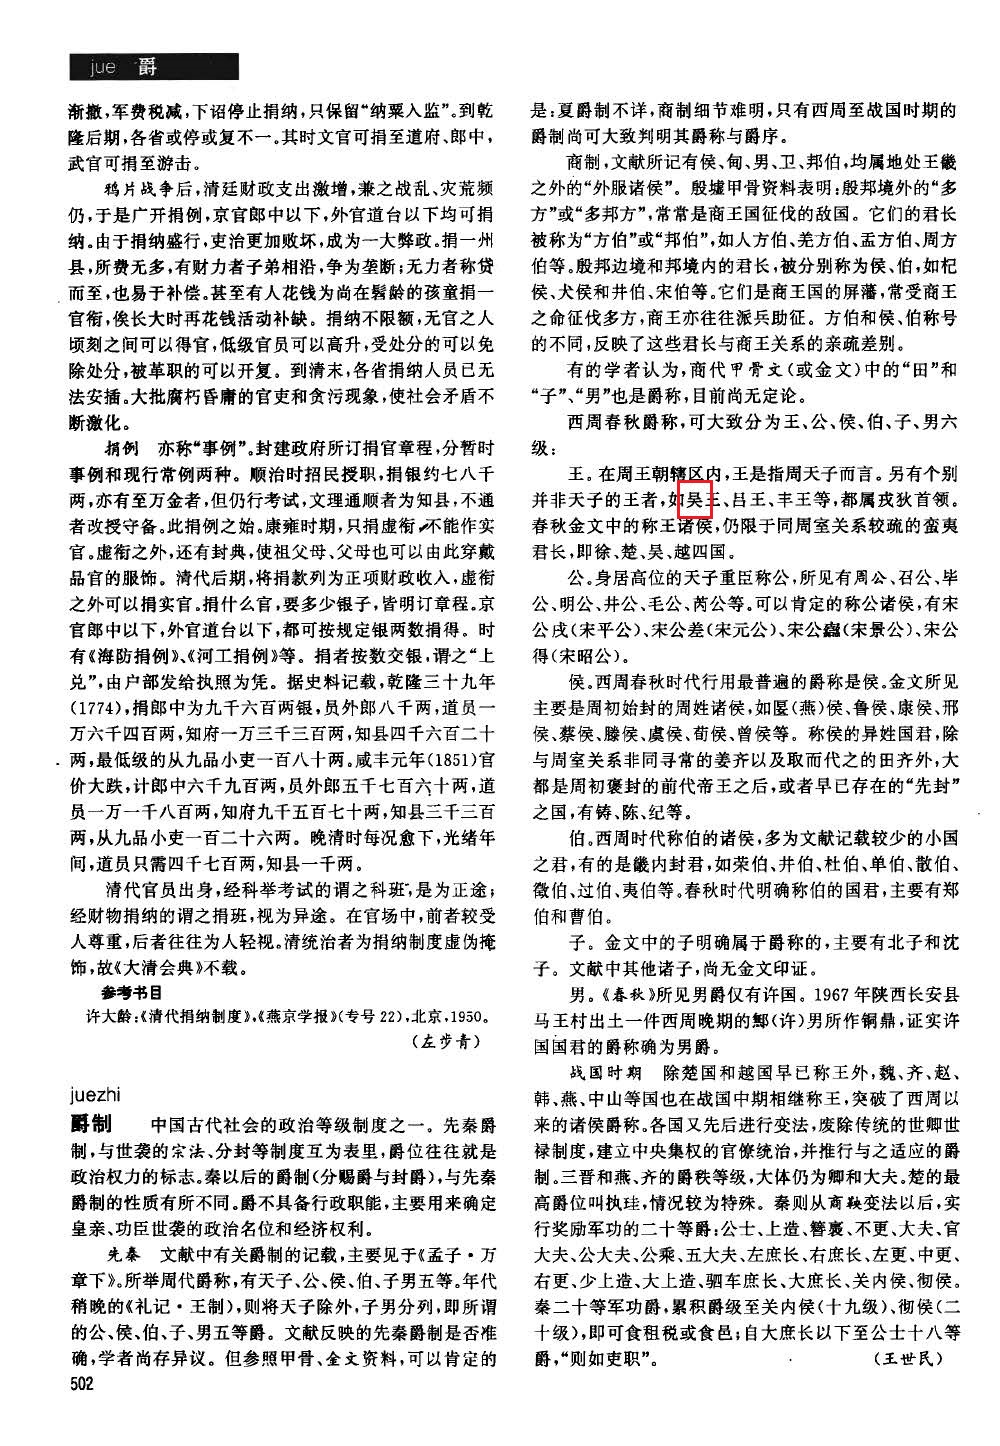 jue 爵
渐撤,军费税减,下诏停止捐纳,只保留“纳粟入监”。到乾
隆后期,各省或停或复不一。其时文官可捐至道府、郎中,
武官可捐至游击。
鸦片战争后,清廷财政支出激增,兼之战乱、灾荒频
仍,于是广开捐例,京官郎中以下,外官道台以下均可捐
纳。由于捐纳盛行,吏治更加败坏,成为一大弊政。捐一州
县,所费无多,有财力者子弟相沿,争为垄断;无力者称贷
而至,也易于补偿。甚至有人花钱为尚在髫龄的孩童捐一
官衔,俟长大时再花钱活动补缺。捐纳不限额,无官之人
顷刻之间可以得官,低级官员可以高升,受处分的可以免
除处分,被革职的可以开复。到清末,各省捐纳人员已无
法安插。大批腐朽昏庸的官吏和贪污现象,使社会矛盾不
断激化。
捐例 亦称“事例”。封建政府所订捐官章程,分暂时
事例和现行常例两种。顺治时招民授职,捐银约七八千
两,亦有至万金者,但仍行考试,文理通顺者为知县,不通
者改授守备。此捐例之始。康雍时期,只捐虚衔,不能作实
官。虚衔之外,还有封典,使祖父母、父母也可以由此穿戴
品官的服饰。清代后期,将捐款列为正项财政收入,虚衔
之外可以捐实官。捐什么官,要多少银子,皆明订章程。京
官郎中以下,外官道台以下,都可按规定银两数捐得。时
有《海防捐例》、《河工捐例》等。捐者按数交银,谓之“上
兑”,由户部发给执照为凭。据史料记载,乾隆三十九年
(1774),捐郎中为九千六百两银,员外郎八千两,道员一
万六千四百两,知府一万三千三百两,知县四千六百二十
两,最低级的从九品小吏一百八十两。咸丰元年(1851)官
价大跌,计郎中六千九百两,员外郎五千七百六十两,道
员一万一千八百两,知府九千五百七十两,知县三千三百
两,从九品小吏一百二十六两。晚清时每况愈下,光绪年
间,道员只需四千七百两,知县一千两。
清代官员出身,经科举考试的谓之科班,是为正途;
经财物捐纳的谓之捐班,视为异途。在官场中,前者较受
人尊重,后者往往为人轻视。清统治者为捐纳制度虚伪掩
饰,故《大清会典》不载。
参考书目
许大龄:《清代捐纳制度》,《燕京学报》(专号22),北京,1950。
(左步青)
juezhi
爵制 中国古代社会的政治等级制度之一。先秦爵
制,与世袭的宗法、分封等制度互为表里,爵位往往就是
政治权力的标志。秦以后的爵制(分赐爵与封爵),与先秦
爵制的性质有所不同。爵不具备行政职能,主要用来确定
皇亲、功臣世袭的政治名位和经济权利。
先秦 文献中有关爵制的记载,主要见于《孟子·万
章下》。所举周代爵称,有天子、公、侯、伯、子男五等。年代
稍晚的《礼记·王制》,则将天子除外,子男分列,即所谓
的公、侯、伯、子、男五等爵。文献反映的先秦爵制是否准
确,学者尚存异议。但参照甲骨、金文资料,可以肯定的
502
是:夏爵制不详,商制细节难明,只有西周至战国时期的
爵制尚可大致判明其爵称与爵序。
商制,文献所记有侯、甸、男、卫、邦伯,均属地处王畿
之外的“外服诸侯”。殷墟甲骨资料表明:殷邦境外的“多
方”或“多邦方”,常常是商王国征伐的敌国。它们的君长
被称为“方伯”或“邦伯”,如人方伯、羌方伯、盂方伯、周方
伯等。殷邦边境和邦境内的君长,被分别称为侯、伯,如杞
侯、犬侯和井伯、宋伯等。它们是商王国的屏藩,常受商王
之命征伐多方,商王亦往往派兵助征。方伯和侯、伯称号
的不同,反映了这些君长与商王关系的亲疏差别。
有的学者认为,商代甲骨文(或金文)中的“田”和
“子”、“男”也是爵称,目前尚无定论。
西周春秋爵称,可大致分为王、公、侯、伯、子、男六
级:
王。在周王朝辖区内,王是指周天子而言。另有个别
并非天子的王者,如吴王、吕王、丰王等,都属戎狄首领。
春秋金文中的称王诸侯,仍限于同周室关系较疏的蛮夷
君长,即徐、楚、吴、越四国。
公。身居高位的天子重臣称公,所见有周公、召公、毕
公、明公、井公、毛公、芮公等。可以肯定的称公诸侯,有宋
公戌(宋平公)、宋公差(宋元公)、宋公䜌(宋景公)、宋公
得(宋昭公)。
侯。西周春秋时代行用最普遍的爵称是侯。金文所见
主要是周初始封的周姓诸侯,如匽(燕)侯、鲁侯、康侯、邢
侯、蔡侯、滕侯、虞侯、荀侯、曾侯等。称侯的异姓国君,除
与周室关系非同寻常的姜齐以及取而代之的田齐外,大
都是周初褒封的前代帝王之后,或者早已存在的“先封”
之国,有铸、陈、纪等。
伯。西周时代称伯的诸侯,多为文献记载较少的小国
之君,有的是畿内封君,如荣伯、井伯、杜伯、单伯、散伯、
微伯、过伯、夷伯等。春秋时代明确称伯的国君,主要有郑
伯和曹伯。
子。金文中的子明确属于爵称的,主要有北子和沈
子。文献中其他诸子,尚无金文印证。
男。《春秋》所见男爵仅有许国。1967年陕西长安县
马王村出土一件西周晚期的鄦(许)男所作铜鼎,证实许
国国君的爵称确为男爵。
战国时期 除楚国和越国早已称王外,魏、齐、赵、
韩、燕、中山等国也在战国中期相继称王,突破了西周以
来的诸侯爵称。各国又先后进行变法,废除传统的世卿世
禄制度,建立中央集权的官僚统治,并推行与之适应的爵
制。三晋和燕、齐的爵秩等级,大体仍为卿和大夫。楚的最
高爵位叫执珪,情况较为特殊。秦则从商鞅变法以后,实
行奖励军功的二十等爵:公士、上造、簪袅、不更、大夫、官
大夫、公大夫、公乘、五大夫、左庶长、右庶长、左更、中更、
右更、少上造、大上造、驷车庶长、大庶长、关内侯、彻侯。
秦二十等军功爵,累积爵级至关内侯(十九级)、彻侯(二
十级),即可食租税或食邑;自大庶长以下至公士十八等
爵,“则如吏职”。 (王世民)